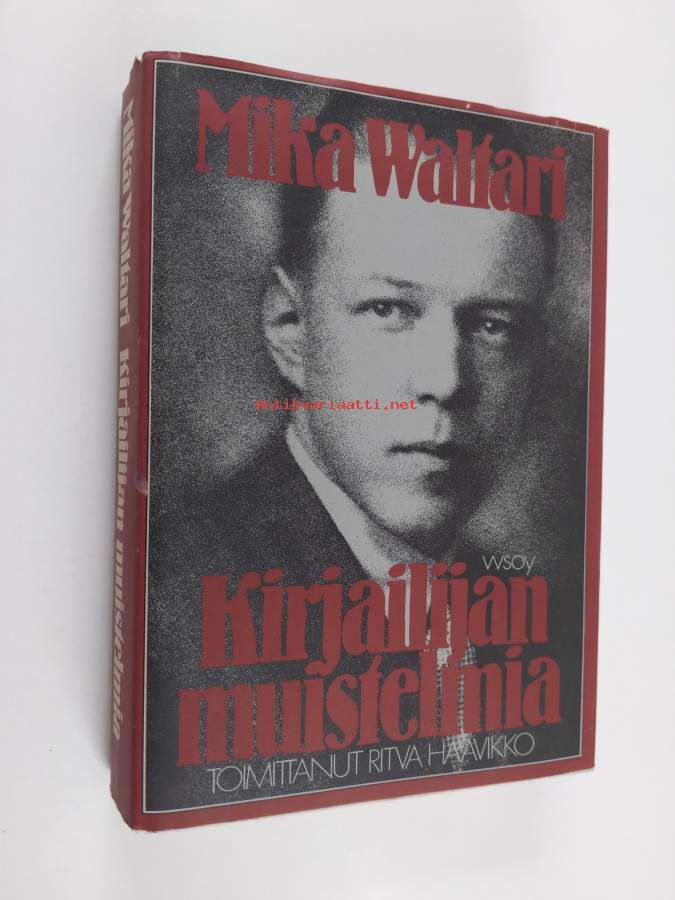 Mika Waltari
antikvariaatti.net
wsoy
Kirjailijan
muistelmia
TOIMITTANUT RITVA HAAVIKKO
Mika Waltari Kirjailijan muistelmia